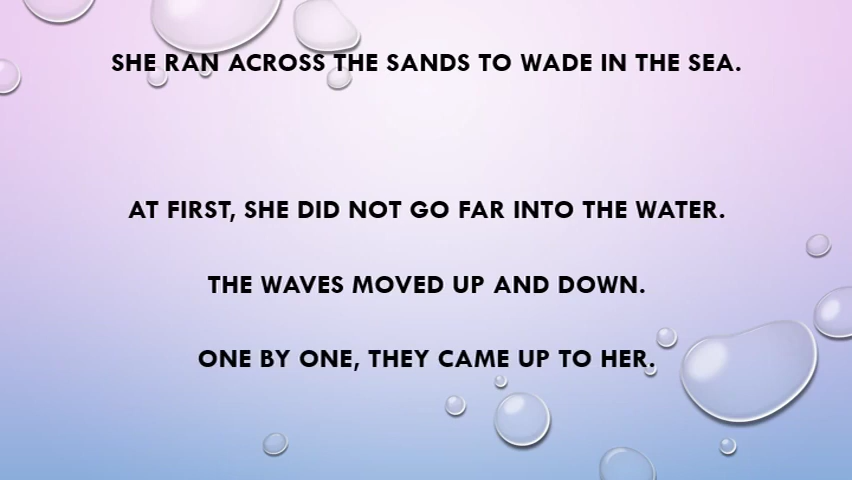 SHE RAN ACROSS THE SANDS TO WADE IN THE SEA.
AT FIRST, SHE DID NOT GO FAR INTO THE WATER.
THE WAVES MOVED UP AND DOWN.
ONE BY ONE, THEY CAME UP TO HER.